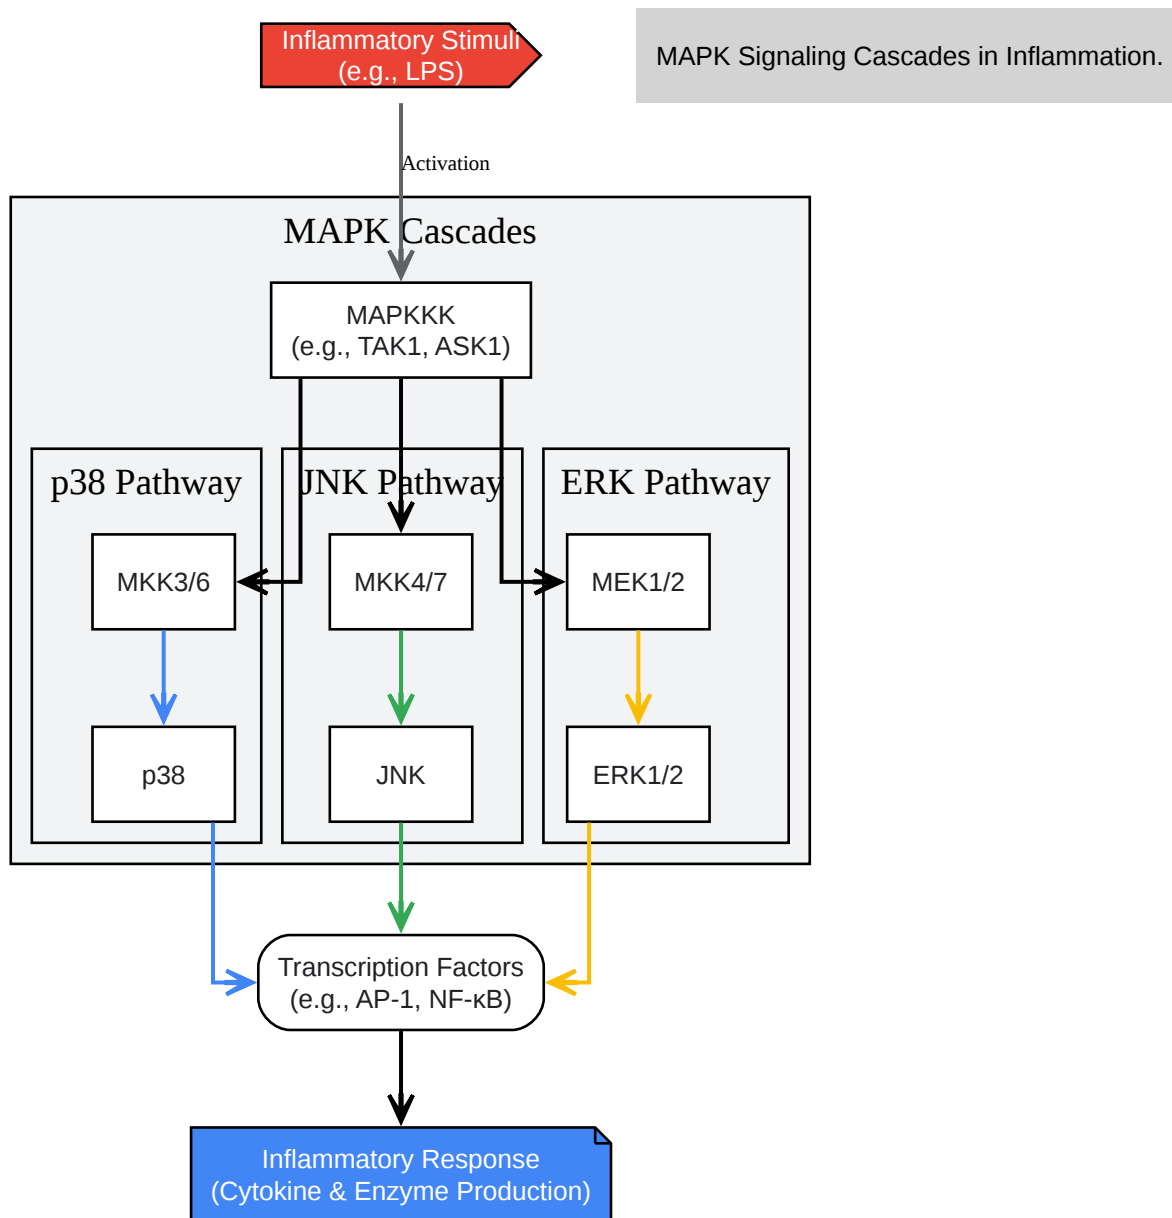 Inflammatory Stimuli
(e.g., LPS)
MAPK Signaling Cascades in Inflammation.
Activation
MAPK Cascades
MAPKKK
(e.g., TAK1, ASK1)
p38 Pathway
JNK Pathway
ERK Pathway
MKK3/6
MKK4/7
MEK1/2
p38
JNK
ERK1/2
Transcription Factors
(e.g., AP-1, NF-κB)
Inflammatory Response
(Cytokine & Enzyme Production)